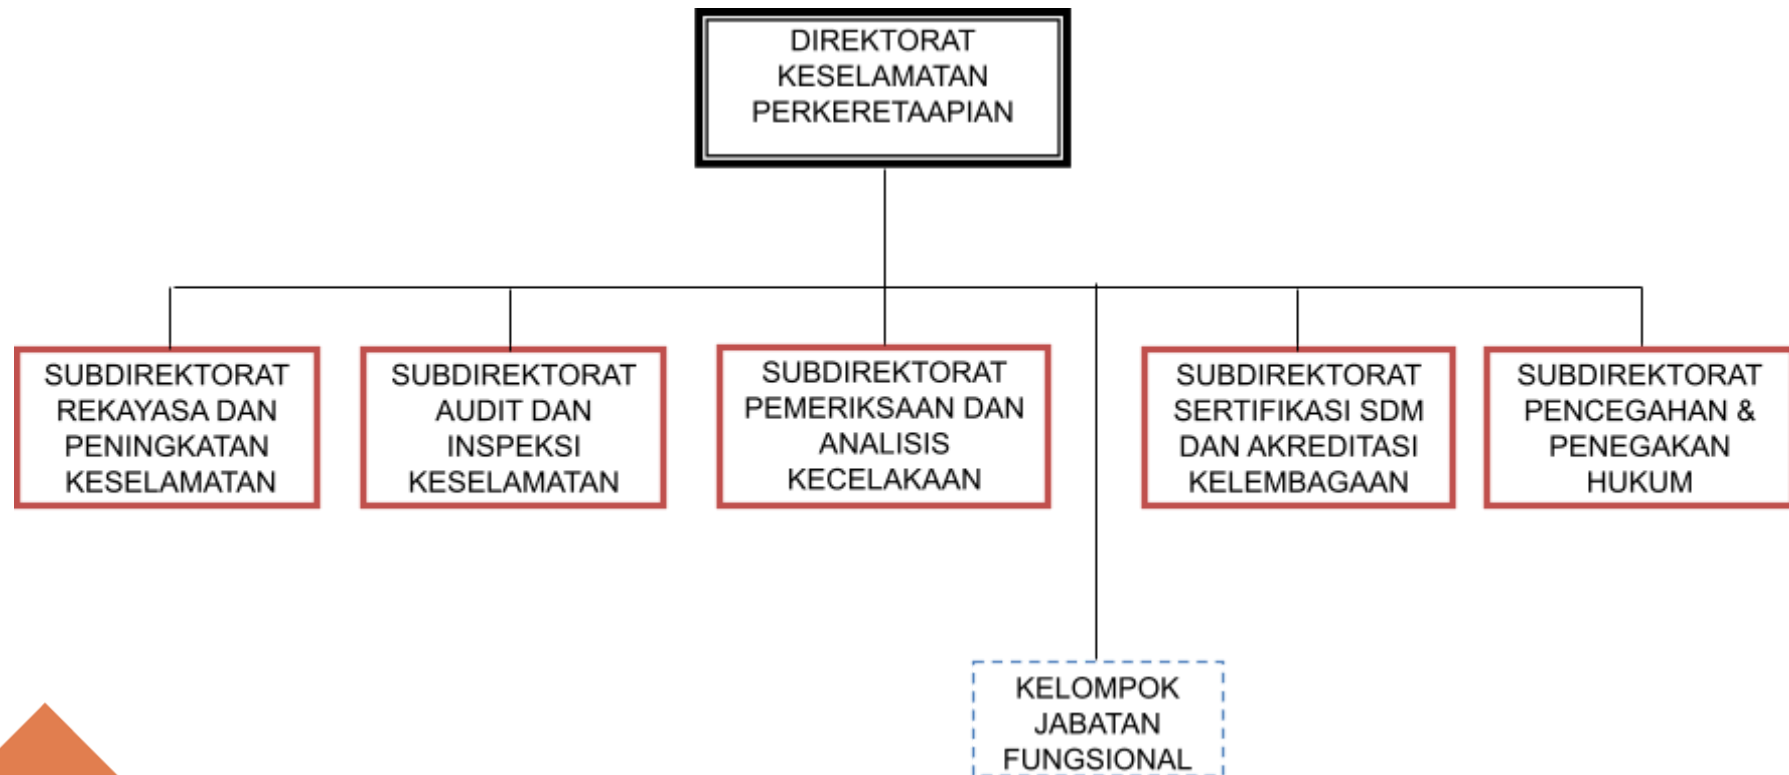 DIREKTORAT
KESELAMATAN
PERKERETAAPIAN
SUBDIREKTORAT
REKAYASA DAN
PENINGKATAN
KESELAMATAN
SUBDIREKTORAT
AUDIT DAN
INSPEKSI
KESELAMATAN
SUBDIREKTORAT
PEMERIKSAAN DAN
ANALISIS
KECELAKAAN
SUBDIREKTORAT
SERTIFIKASI SDM
DAN AKREDITASI
KELEMBAGAAN
SUBDIREKTORAT
PENCEGAHAN &
PENEGAKAN
HUKUM
KELOMPOK
JABATAN
FUNGSIONAL